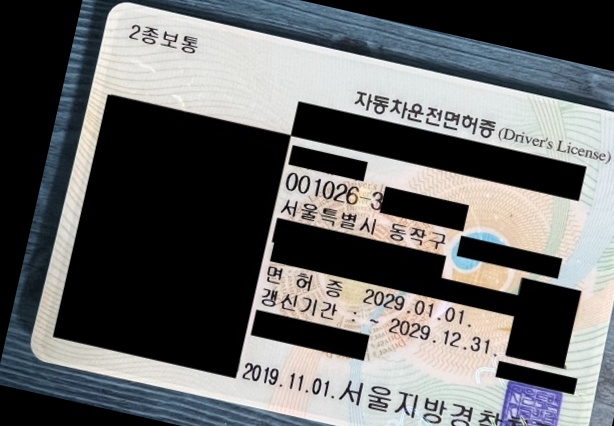 2종보통
자동차운전면허증 (Driver's License)
001026-3
서울특별시 동작구
면 허 증 2029.01.01.
갱신기간 : ~ 2029.12.31.
2019.11.01. 서울지방경찰